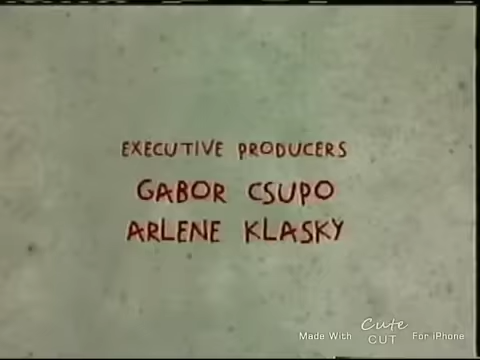 EXECUTIVE PRODUCERS
GABOR CSUPO
ARLENE KLASKY
Made With Cute CUT For iPhone